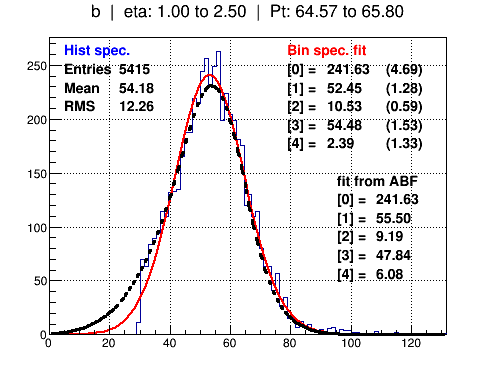 b | eta: 1.00 to 2.50 | Pt: 64.57 to 65.80
Hist spec.
Entries 5415
Mean 54.18
RMS 12.26
Bin spec. fit
[0] = 241.63 (4.69)
[1] = 52.45 (1.28)
[2] = 10.53 (0.59)
[3] = 54.48 (1.53)
[4] = 2.39 (1.33)
fit from ABF
[0] = 241.63
[1] = 55.50
[2] = 9.19
[3] = 47.84
[4] = 6.08
250
200
150
100
50
0
0 20 40 60 80 100 120